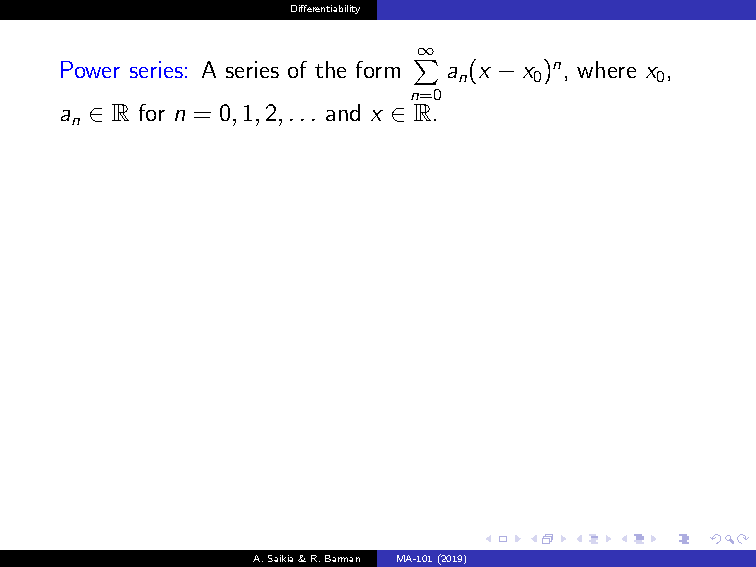 Differentiability
Power series: A series of the form ∑_{n=0}^{∞} a_n(x − x_0)^n, where x_0,
a_n ∈ ℝ for n = 0, 1, 2, . . . and x ∈ ℝ.
A. Saikia & R. Barman MA-101 (2019)